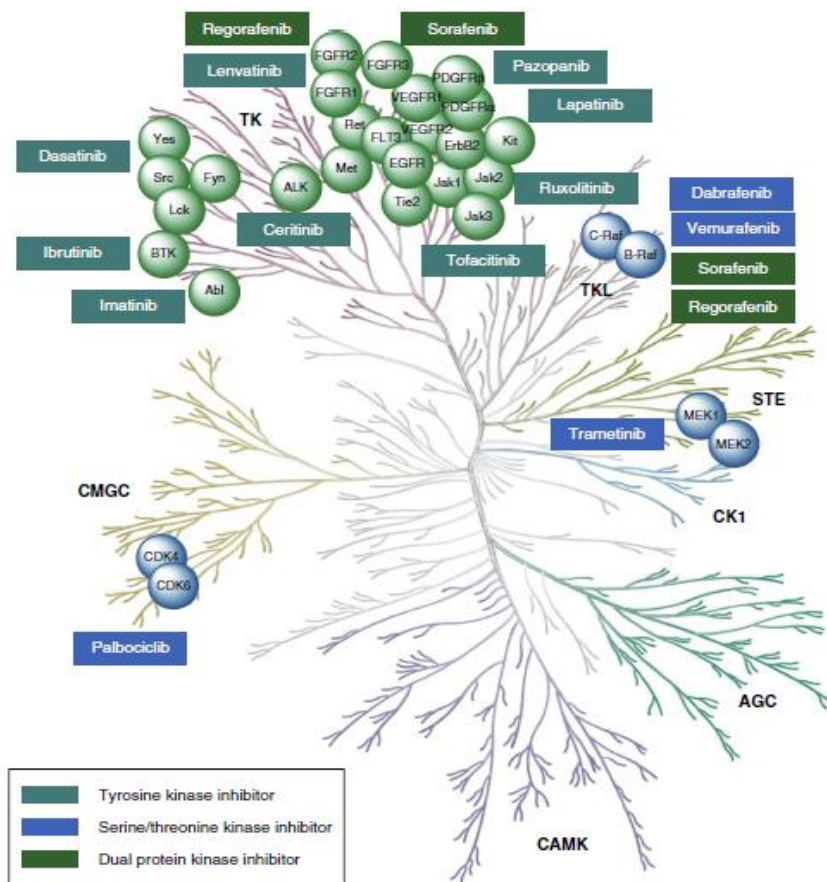 Regorafenib
Sorafenib
Lenvatinib
Pazopanib
Lapatinib
FGFR2
FGFR3
FGFR1
PDGFRβ
VEGFR1
PDGFRα
TK
Ret
FLT3
VEGFR2
ErbB2
Kit
Yes
Dasatinib
Src
Fyn
ALK
Met
EGFR
Jak1
Jak2
Ruxolitinib
Lck
Tie2
Jak3
Dabrafenib
Vemurafenib
Ceritinib
C-Raf
B-Raf
Ibrutinib
BTK
Tofacitinib
Sorafenib
Imatinib
Abl
TKL
Regorafenib
STE
MEK1
Trametinib
MEK2
CMGC
CK1
CDK4
CDK6
Palbociclib
AGC
CAMK
Tyrosine kinase inhibitor
Serine/threonine kinase inhibitor
Dual protein kinase inhibitor